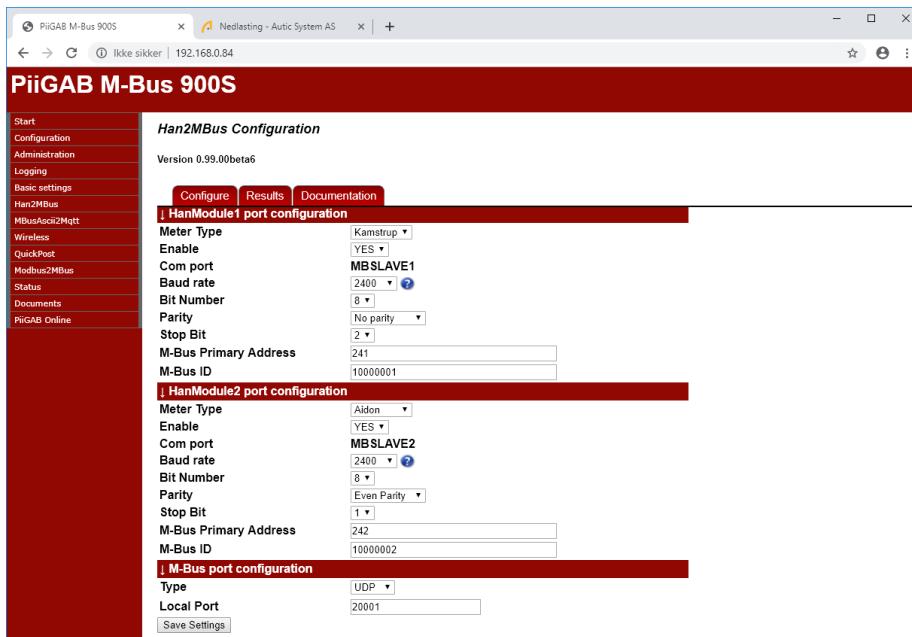 PiiGAB M-Bus 900S
Nedlasting - Autic System AS
Ikke sikker | 192.168.0.84
PiiGAB M-Bus 900S
Start
Configuration
Administration
Logging
Basic settings
Han2MBus
MBusAscii2Mqtt
Wireless
QuickPost
Modbus2MBus
Status
Documents
PiiGAB Online
Han2MBus Configuration
Version 0.99.00beta6
Configure Results Documentation
↓ HanModule1 port configuration
Meter Type Kamstrup
Enable YES
Com port MBSLAVE1
Baud rate 2400 ?
Bit Number 8
Parity No parity
Stop Bit 2
M-Bus Primary Address 241
M-Bus ID 10000001
↓ HanModule2 port configuration
Meter Type Aidon
Enable YES
Com port MBSLAVE2
Baud rate 2400 ?
Bit Number 8
Parity Even Parity
Stop Bit 1
M-Bus Primary Address 242
M-Bus ID 10000002
↓ M-Bus port configuration
Type UDP
Local Port 20001
Save Settings